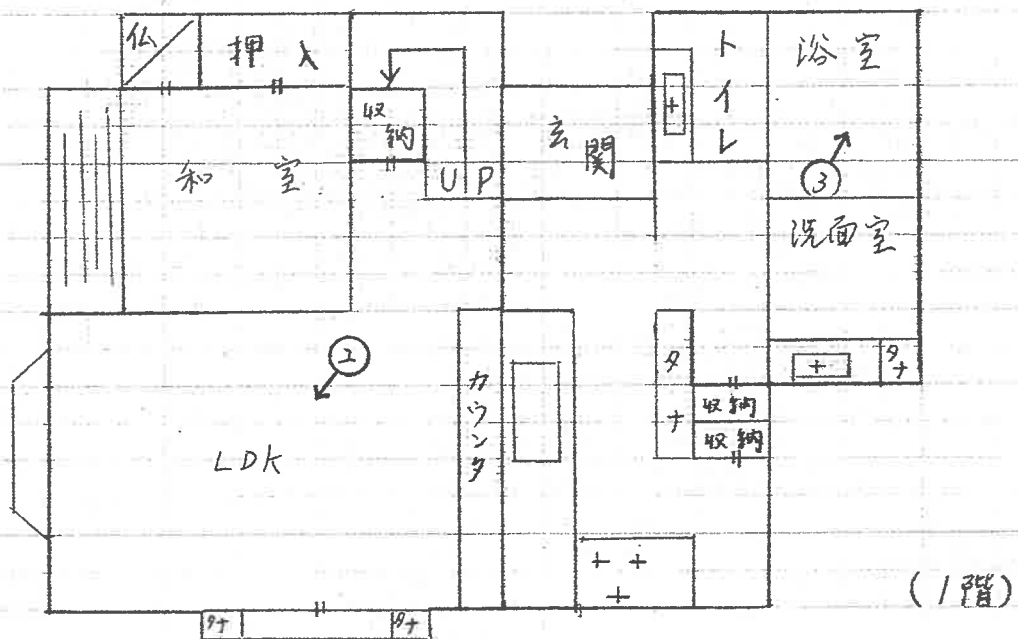 仏
押入
収納
和室
UP
玄関
トイレ
浴室
③
洗面室
②
LDK
カウンタ
タナ
収納
収納
タナ
タナ
タナ
(1階)